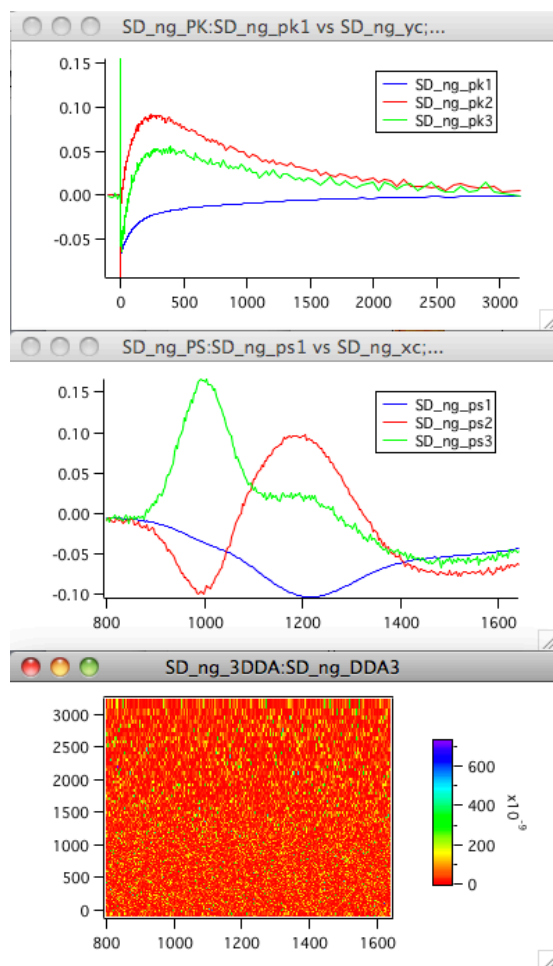 SD_ng_PK:SD_ng_pk1 vs SD_ng_yc;...
0.15
0.10
0.05
0.00
-0.05
SD_ng_pk1
SD_ng_pk2
SD_ng_pk3
0 500 1000 1500 2000 2500 3000
SD_ng_PS:SD_ng_ps1 vs SD_ng_xc;...
0.15
0.10
0.05
0.00
-0.05
-0.10
SD_ng_ps1
SD_ng_ps2
SD_ng_ps3
800 1000 1200 1400 1600
SD_ng_3DDA:SD_ng_DDA3
3000
2500
2000
1500
1000
500
0
800 1000 1200 1400 1600
600
400
200
0
x10⁻⁹